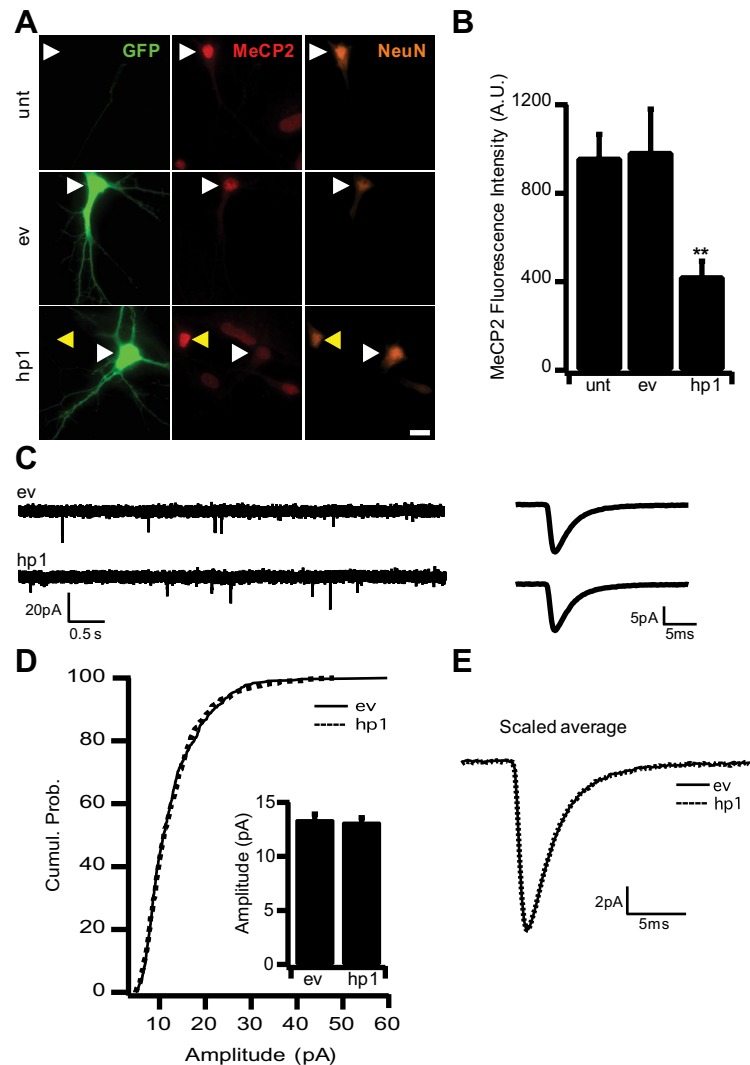 A
GFP
MeCP2
NeuN
unt
ev
hp1
B
MeCP2 Fluorescence Intensity (A.U.)
1200
800
400
0
**
unt ev hp1
C
ev
hp1
20pA
0.5 s
5pA
5ms
D
100
80
60
40
20
0
Cumul. Prob.
ev
hp1
15
10
5
0
Amplitude (pA)
ev hp1
10 20 30 40 50 60
Amplitude (pA)
E
Scaled average
ev
hp1
2pA
5ms